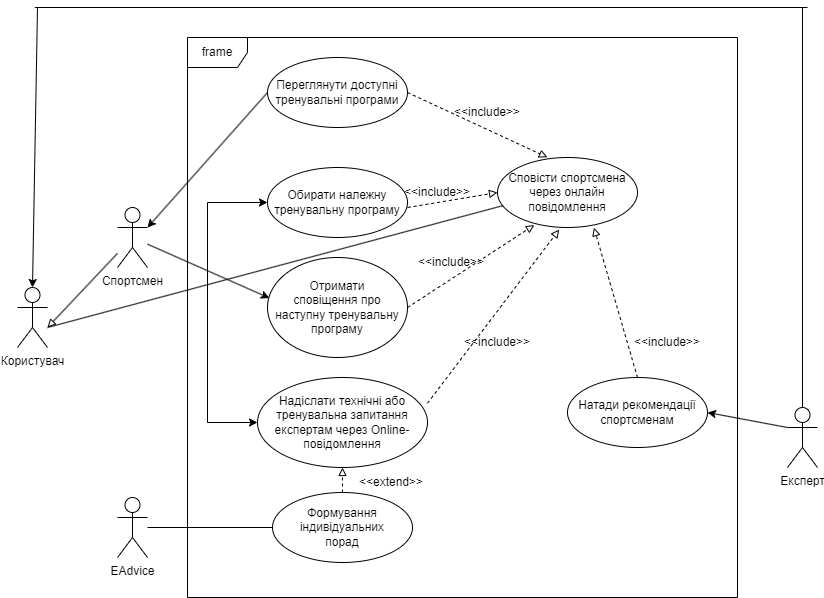 frame
Переглянути доступні
тренувальні програми
<<include>>
Обирати належну
тренувальну програму
<<include>>
Сповісти спортсмена
через онлайн
повідомлення
Спортсмен
<<include>>
Отримати
сповіщення про
наступну тренувальну
програму
Користувач
<<include>>
<<include>>
Надіслати технічні або
тренувальна запитання
експертам через Online-
повідомлення
Натади рекомендації
спортсменам
Експерт
<<extend>>
Формування
індивідуальних
порад
EAdvice